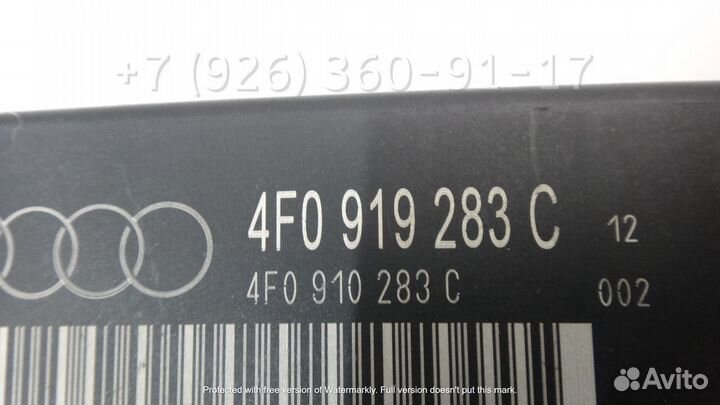 +7 (926) 360-91-17
4F0 919 283 C 12
4F0 910 283 C 002
Protected with free version of Watermarkly. Full version doesn't put this mark.
Avito